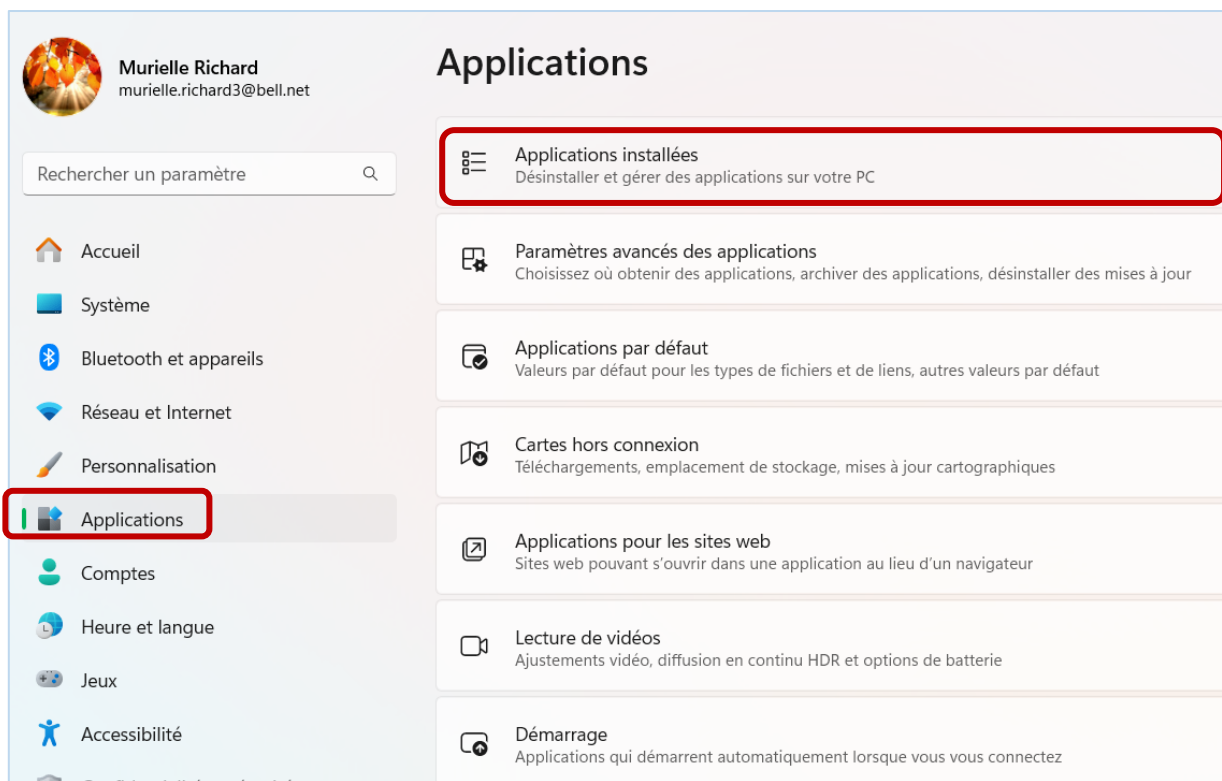 Murielle Richard
murielle.richard3@bell.net
Rechercher un paramètre
Accueil
Système
Bluetooth et appareils
Réseau et Internet
Personnalisation
Applications
Comptes
Heure et langue
Jeux
Accessibilité
Applications
Applications installées
Désinstaller et gérer des applications sur votre PC
Paramètres avancés des applications
Choisissez où obtenir des applications, archiver des applications, désinstaller des mises à jour
Applications par défaut
Valeurs par défaut pour les types de fichiers et de liens, autres valeurs par défaut
Cartes hors connexion
Téléchargements, emplacement de stockage, mises à jour cartographiques
Applications pour les sites web
Sites web pouvant s’ouvrir dans une application au lieu d’un navigateur
Lecture de vidéos
Ajustements vidéo, diffusion en continu HDR et options de batterie
Démarrage
Applications qui démarrent automatiquement lorsque vous vous connectez